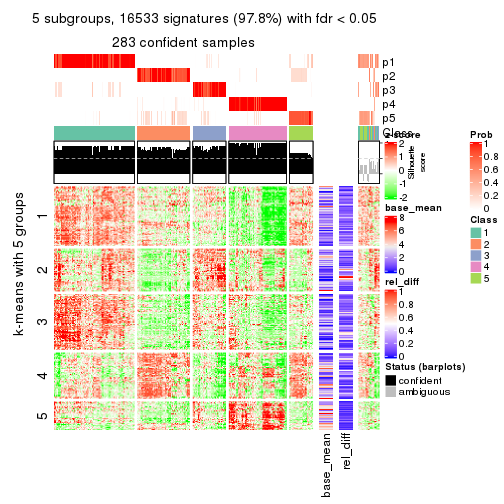 5 subgroups, 16533 signatures (97.8%) with fdr < 0.05
283 confident samples
p1
p2
p3
p4
p5
Class
Silhouette
score
k-means with 5 groups
1
2
3
4
5
base_mean
rel_diff
z-score
2
1
0
-1
-2
base_mean
8
6
4
2
0
rel_diff
1
0.8
0.6
0.4
0.2
0
Status (barplots)
confident
ambiguous
Prob
1
0.8
0.6
0.4
0.2
0
Class
1
2
3
4
5